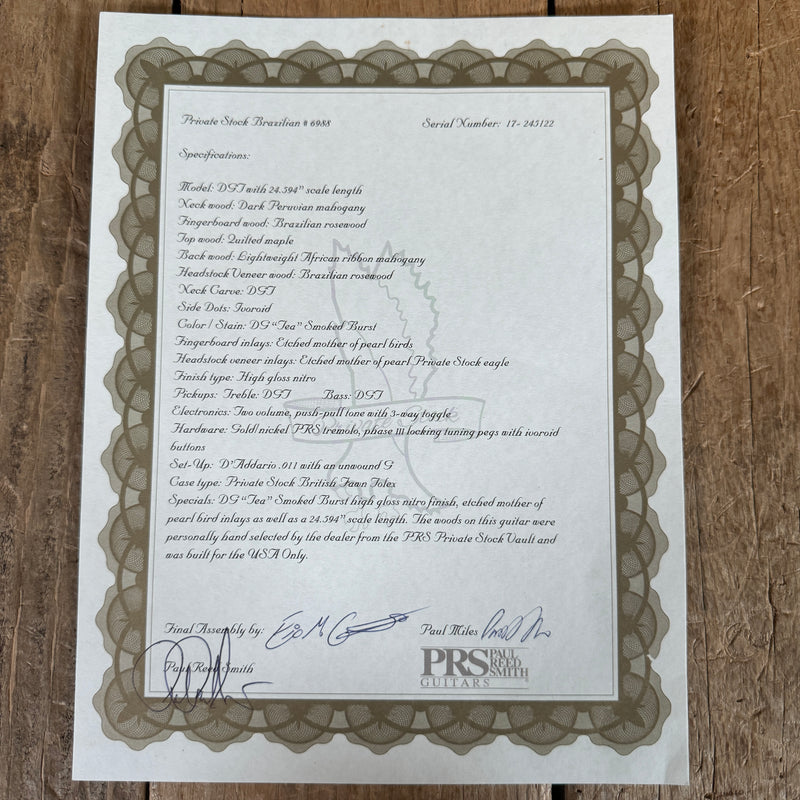 Private Stock Brazilian # 6988 Serial Number: 17-245122
Specifications:
Model: DGT with 24.594" scale length
Neck wood: Dark Peruvian mahogany
Fingerboard wood: Brazilian rosewood
Top wood: Quilted maple
Back wood: Lightweight African ribbon mahogany
Headstock Veneer wood: Brazilian rosewood
Neck Carve: DGT
Side Dots: Ivoroid
Color / Stain: DG "Tea" Smoked Burst
Fingerboard inlays: Etched mother of pearl birds
Headstock veneer inlays: Etched mother of pearl Private Stock eagle
Finish type: High gloss nitro
Pickups: Treble: DGT Bass: DGT
Electronics: Two volume, push-pull tone with 3-way toggle
Hardware: Gold/nickel PRS tremolo, phase III locking tuning pegs with ivoroid
buttons
Set-Up: D'Addario .011 with an unwound G
Case type: Private Stock British Fawn Tolex
Specials: DG "Tea" Smoked Burst high gloss nitro finish, etched mother of
pearl bird inlays as well as a 24.594" scale length. The woods on this guitar were
personally hand selected by the dealer from the PRS Private Stock Vault and
was built for the USA Only.
Final Assembly by: Paul Miles
Paul Reed Smith
PRS PAUL REED SMITH
GUITARS